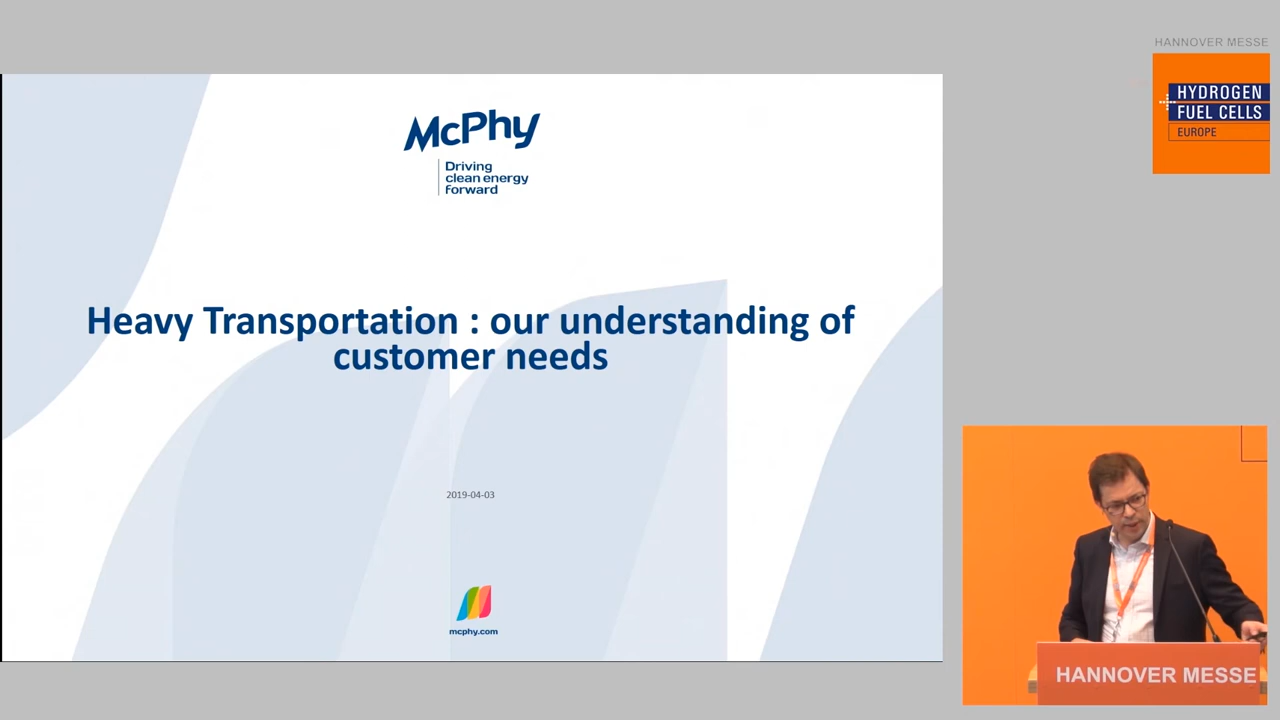 HANNOVER MESSE
HYDROGEN
FUEL CELLS
EUROPE
McPhy
Driving
clean energy
forward
Heavy Transportation : our understanding of
customer needs
2019-04-03
mcphy.com
HANNOVER MESSE